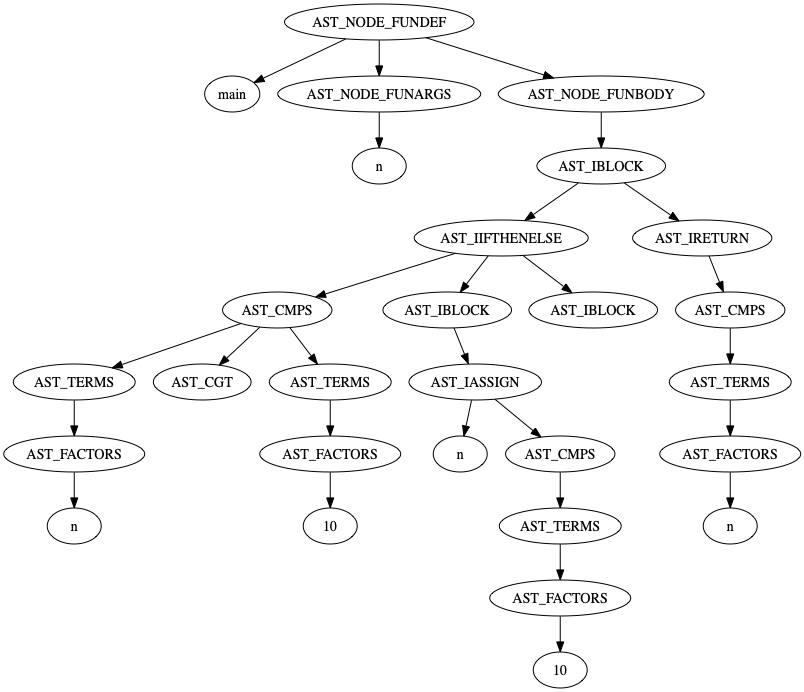 AST_NODE_FUNDEF
main
AST_NODE_FUNARGS
AST_NODE_FUNBODY
n
AST_IBLOCK
AST_IIFTHENELSE
AST_IRETURN
AST_CMPS
AST_IBLOCK
AST_IBLOCK
AST_CMPS
AST_TERMS
AST_CGT
AST_TERMS
AST_IASSIGN
AST_TERMS
AST_FACTORS
AST_FACTORS
n
AST_CMPS
AST_FACTORS
n
10
AST_TERMS
n
AST_FACTORS
10